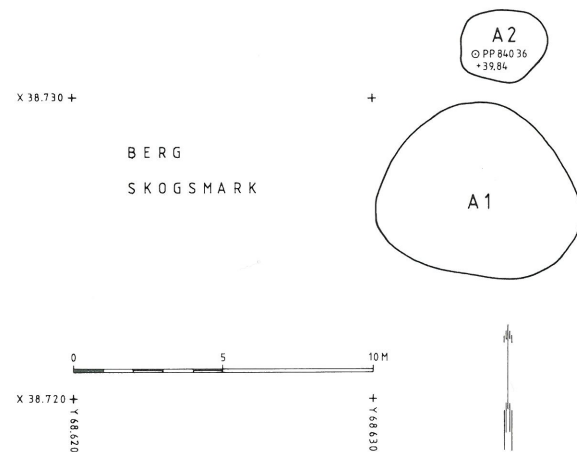 A2
PP 840 36
+39,84
X 38.730 +
+
BERG
SKOGSMARK
A1
0 5 10 M
X 38.720 +
+
Y 68.620
Y 68.630